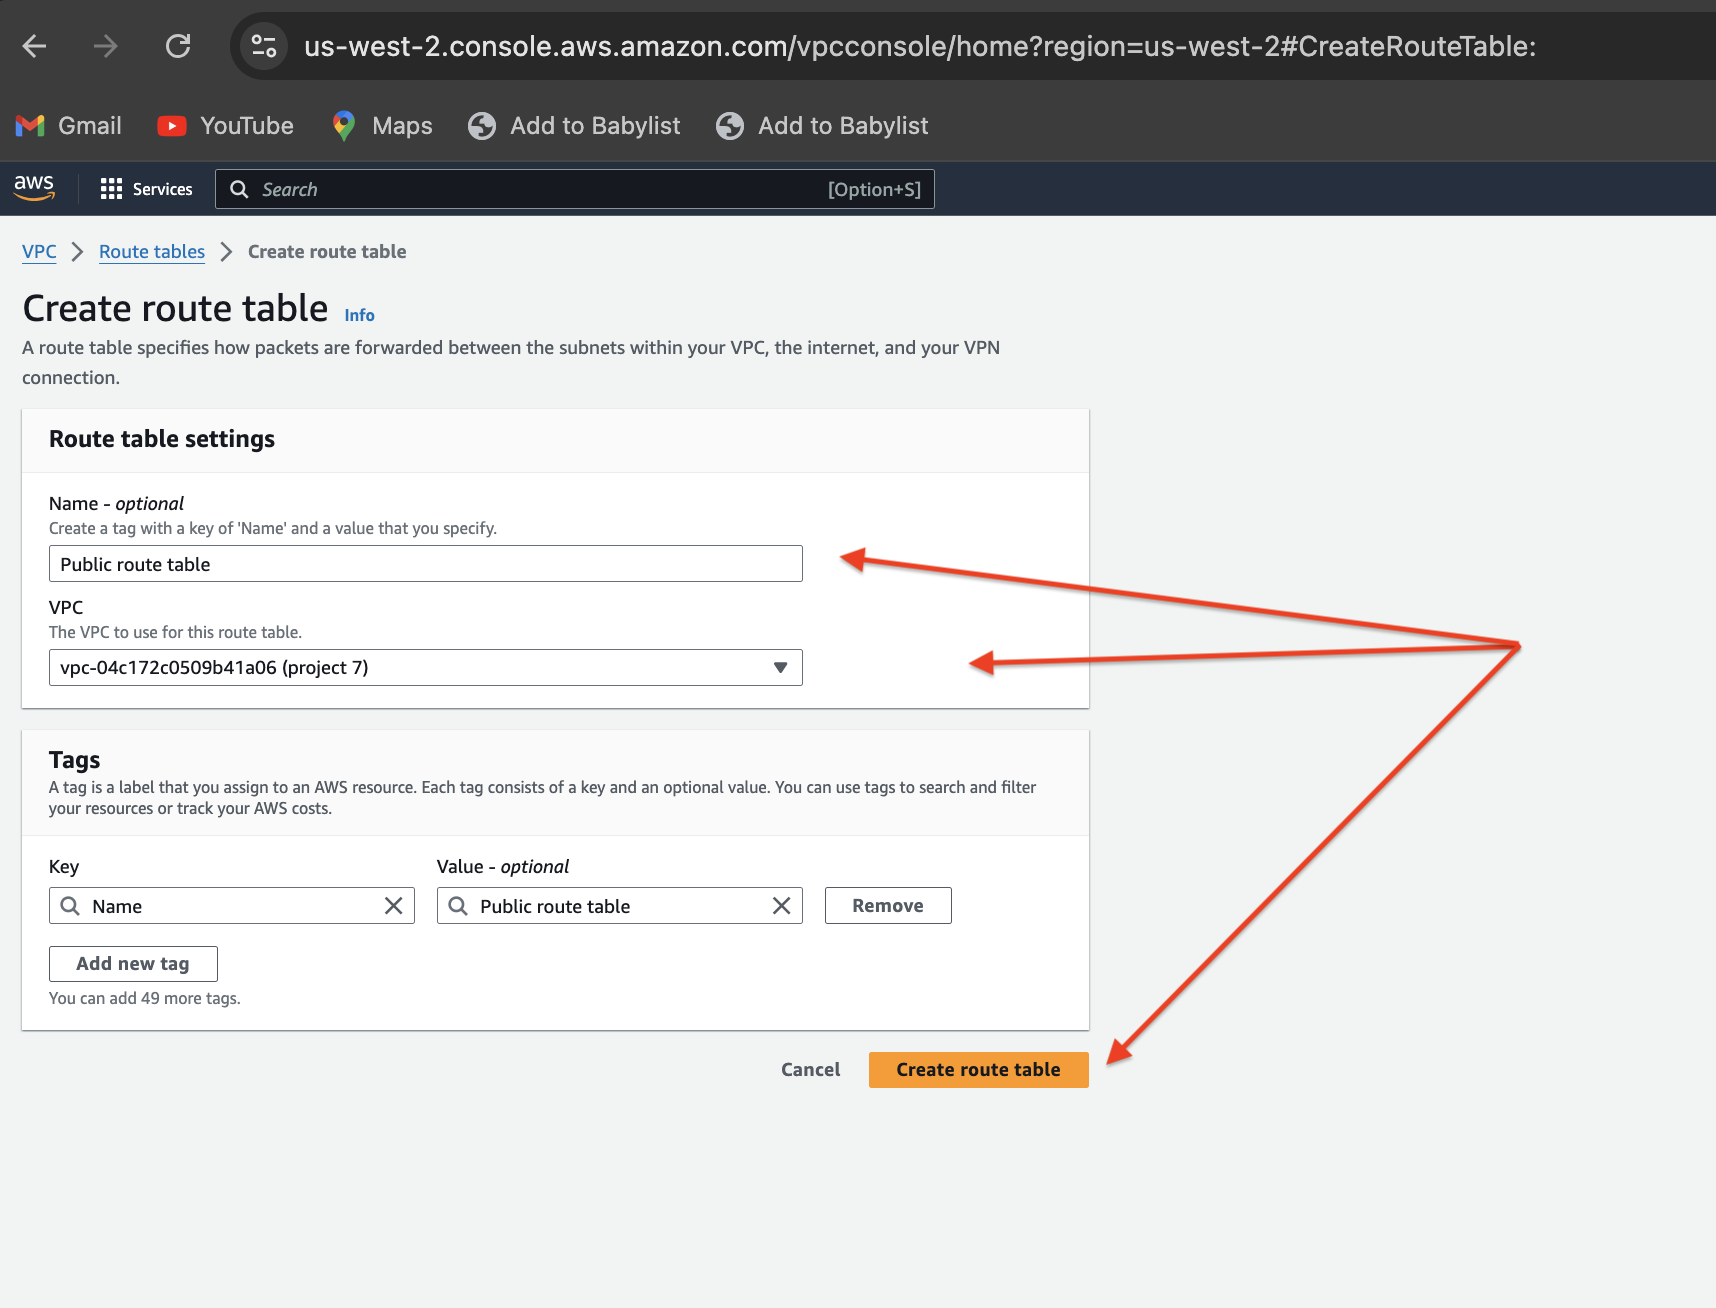 us-west-2.console.aws.amazon.com/vpcconsole/home?region=us-west-2#CreateRouteTable:
Gmail YouTube Maps Add to Babylist Add to Babylist
aws Services Search [Option+S]
VPC Route tables Create route table
Create route table Info
A route table specifies how packets are forwarded between the subnets within your VPC, the internet, and your VPN
connection.
Route table settings
Name - optional
Create a tag with a key of 'Name' and a value that you specify.
Public route table
VPC
The VPC to use for this route table.
vpc-04c172c0509b41a06 (project 7)
Tags
A tag is a label that you assign to an AWS resource. Each tag consists of a key and an optional value. You can use tags to search and filter
your resources or track your AWS costs.
Key Value - optional
Name Public route table Remove
Add new tag
You can add 49 more tags.
Cancel Create route table